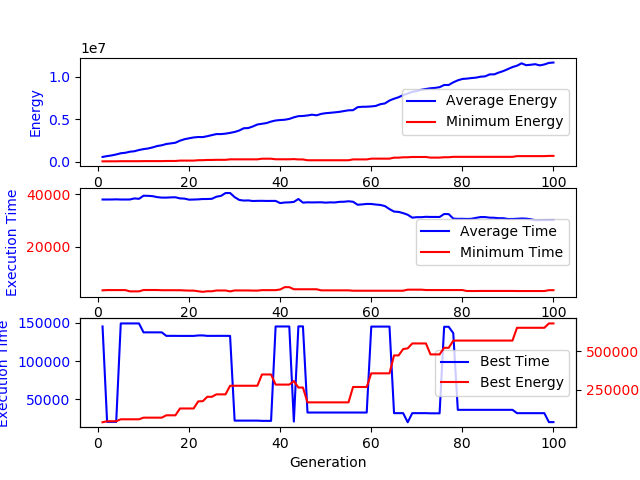 1e7
Energy
1.0
0.5
0.0
Average Energy
Minimum Energy
0 20 40 60 80 100
Execution Time
40000
20000
Average Time
Minimum Time
0 20 40 60 80 100
Execution Time
150000
100000
50000
Best Time
Best Energy
500000
250000
0 20 40 60 80 100
Generation